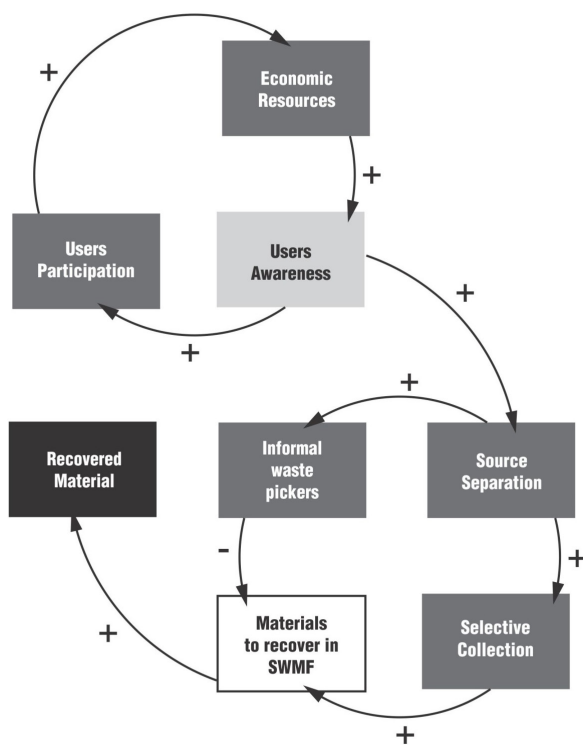 +
Economic
Resources
+
Users
Participation
Users
Awareness
+
+
+
Recovered
Material
Informal
waste
pickers
Source
Separation
-
+
+
Materials
to recover in
SWMF
Selective
Collection
+